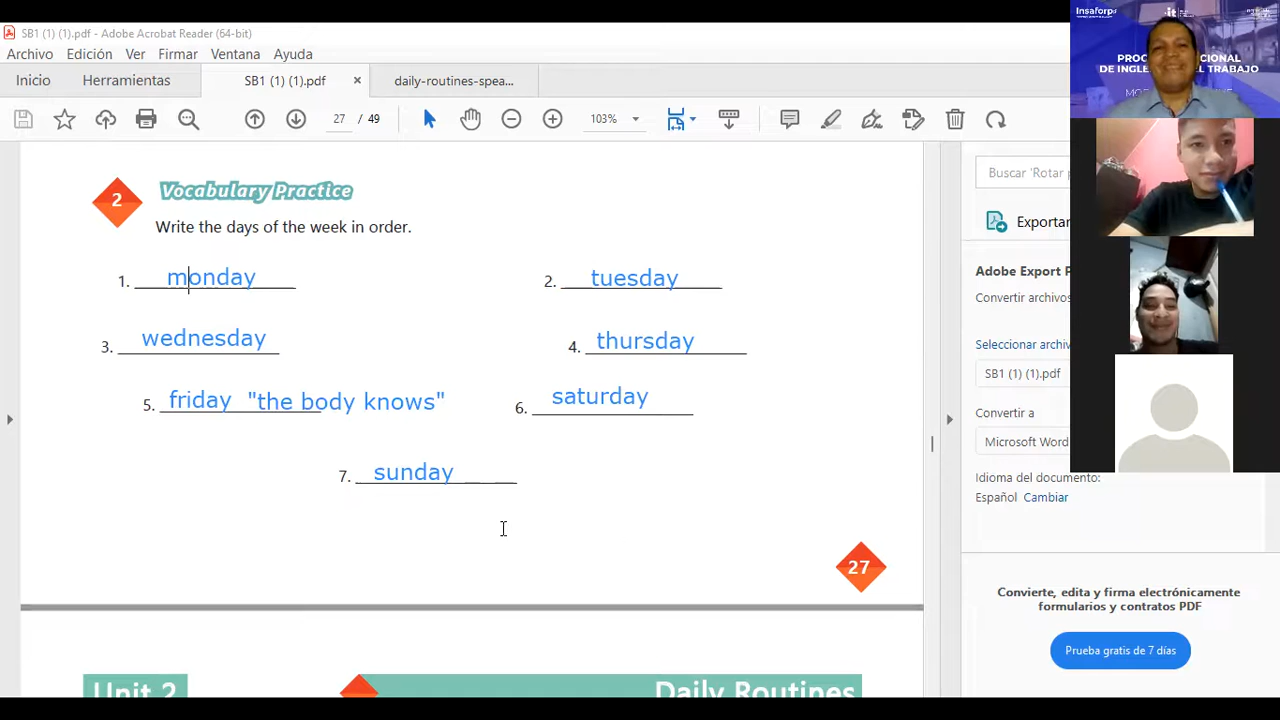 SB1 (1) (1).pdf - Adobe Acrobat Reader (64-bit)
Archivo Edición Ver Firmar Ventana Ayuda
Inicio Herramientas SB1 (1) (1).pdf × daily-routines-spea...
27 / 49 103%
2 Vocabulary Practice
Write the days of the week in order.
1. monday 2. tuesday
3. wednesday 4. thursday
5. friday "the body knows" 6. saturday
7. sunday
27
Unit 2 Daily Routines
Buscar 'Rotar
Exportar
Adobe Export
Convertir archivos
Seleccionar archiv
SB1 (1) (1).pdf
Convertir a
Microsoft Word
Idioma del documento:
Español Cambiar
Convierte, edita y firma electrónicamente
formularios y contratos PDF
Prueba gratis de 7 días
Insaforp